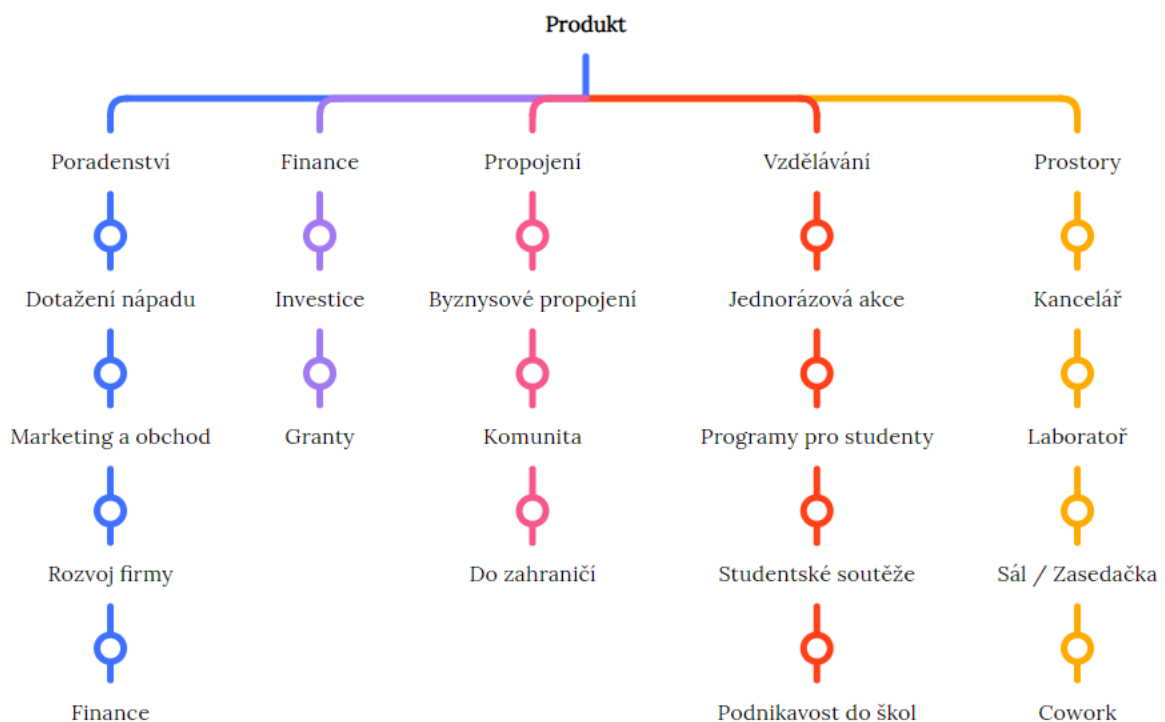 Produkt
Poradenství
Finance
Propojení
Vzdělávání
Prostory
Dotažení nápadu
Investice
Byznysové propojení
Jednorázová akce
Kancelář
Marketing a obchod
Granty
Komunita
Programy pro studenty
Laboratoř
Rozvoj firmy
Do zahraničí
Studentské soutěže
Sál / Zasedačka
Finance
Podnikavost do škol
Cowork